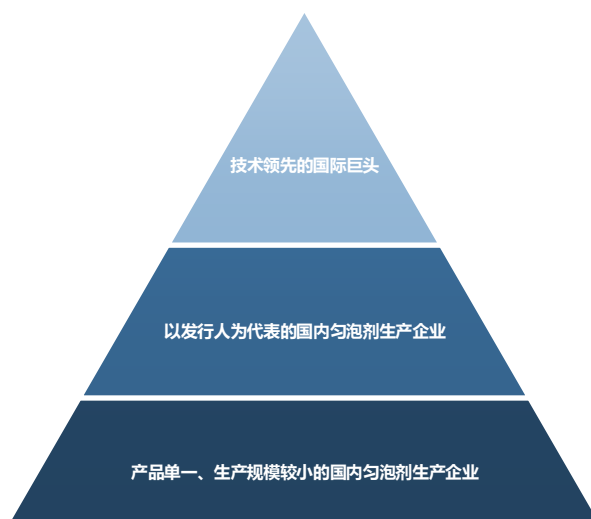 技术领先的国际巨头
以发行人为代表的国内匀泡剂生产企业
产品单一、生产规模较小的国内匀泡剂生产企业